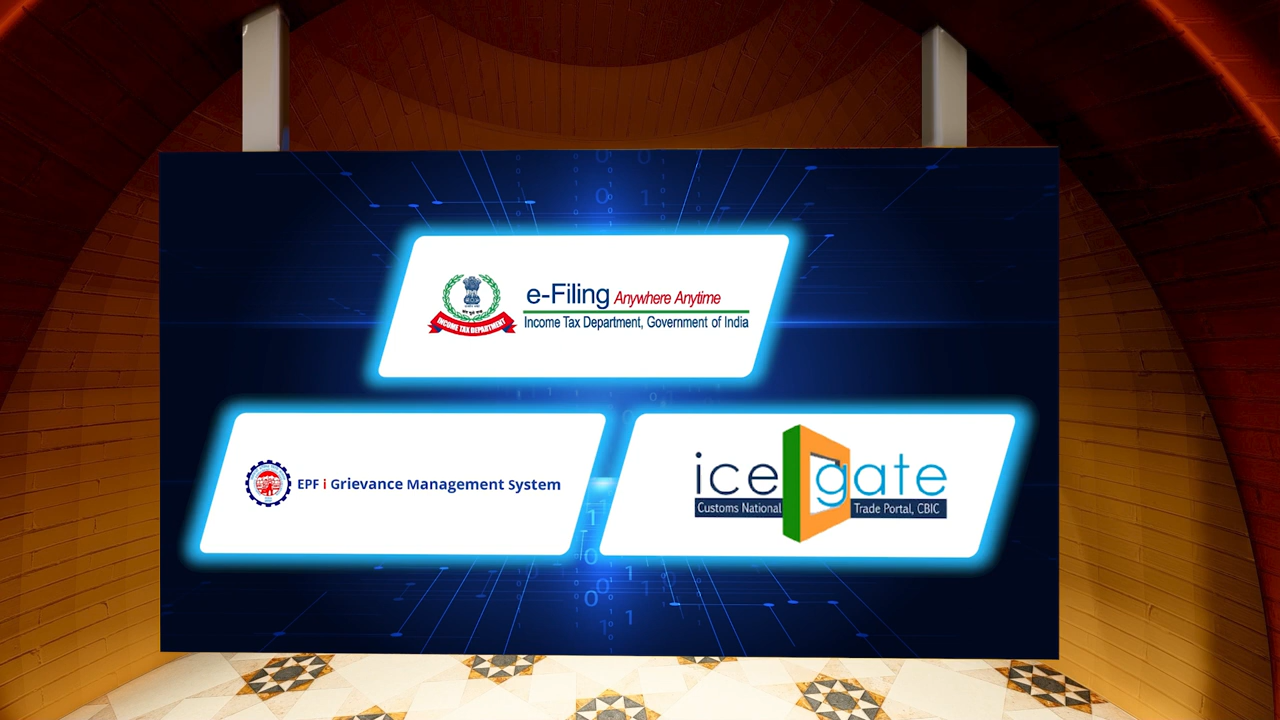 e-Filing Anywhere Anytime
INCOME TAX DEPARTMENT
Income Tax Department, Government of India
EPF i Grievance Management System
ice gate
Customs National Trade Portal, CBIC